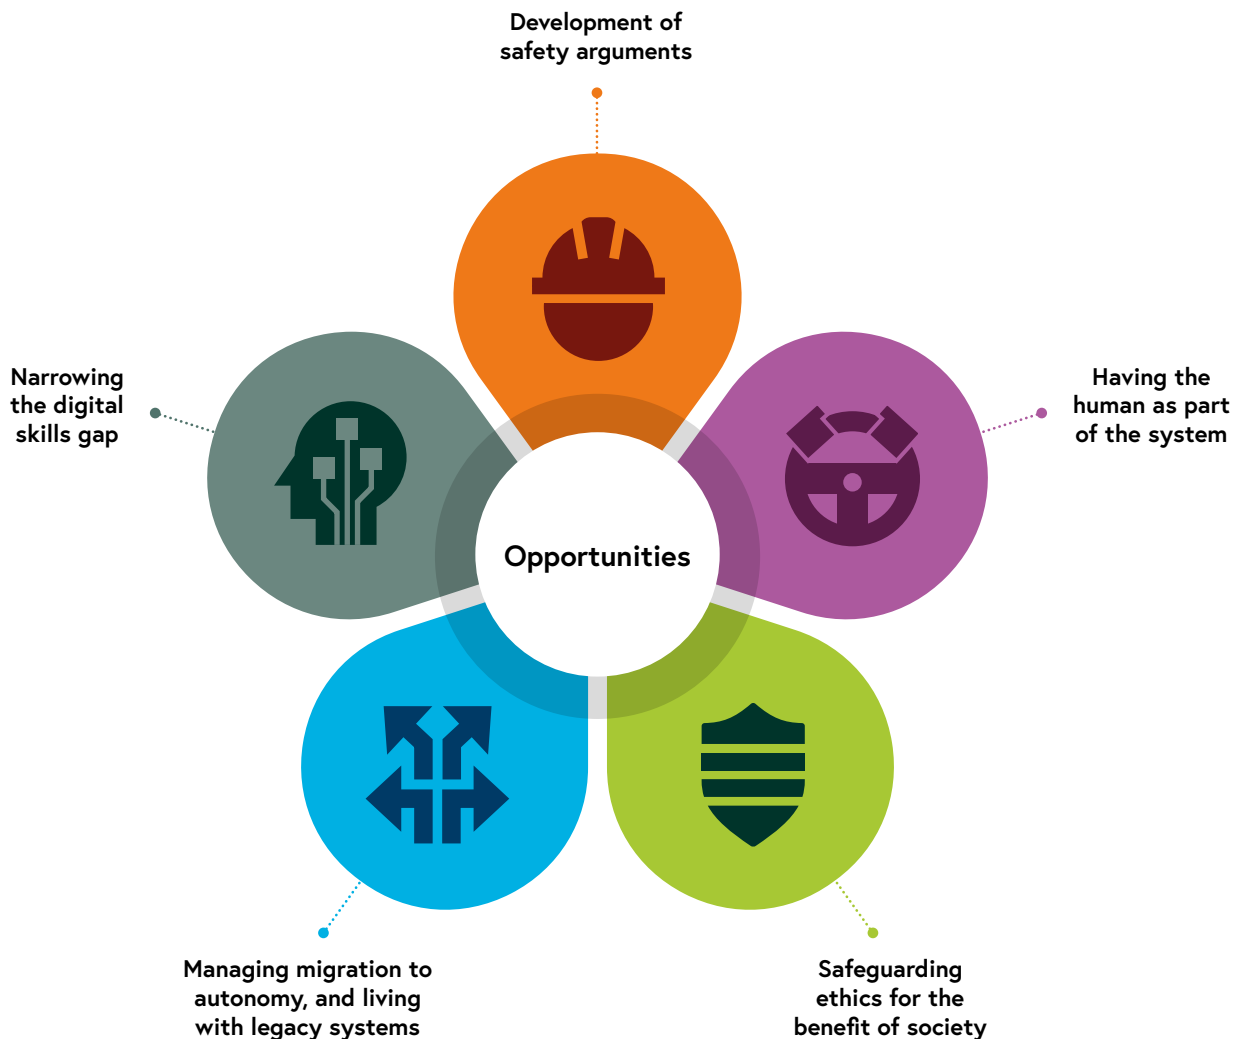 Development of
safety arguments
Narrowing
the digital
skills gap
Having the
human as part
of the system
Opportunities
Managing migration to
autonomy, and living
with legacy systems
Safeguarding
ethics for the
benefit of society